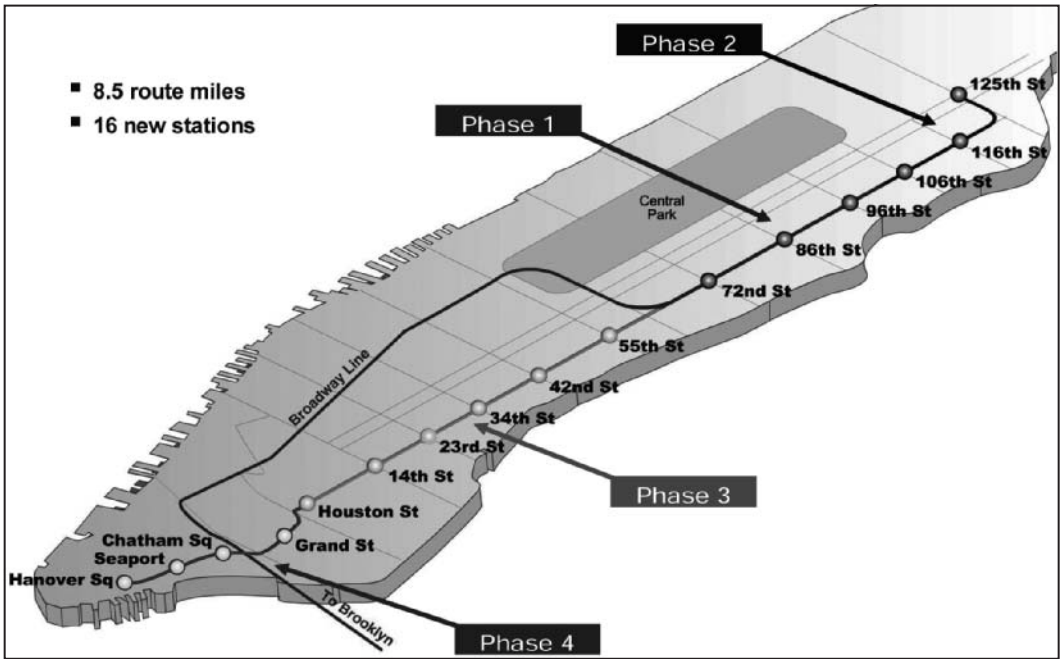 Phase 2
▪ 8.5 route miles
▪ 16 new stations
Phase 1
125th St
116th St
106th St
Central
Park
96th St
86th St
72nd St
55th St
Broadway Line
42nd St
34th St
23rd St
14th St
Phase 3
Houston St
Chatham Sq
Grand St
Seaport
Hanover Sq
To Brooklyn
Phase 4